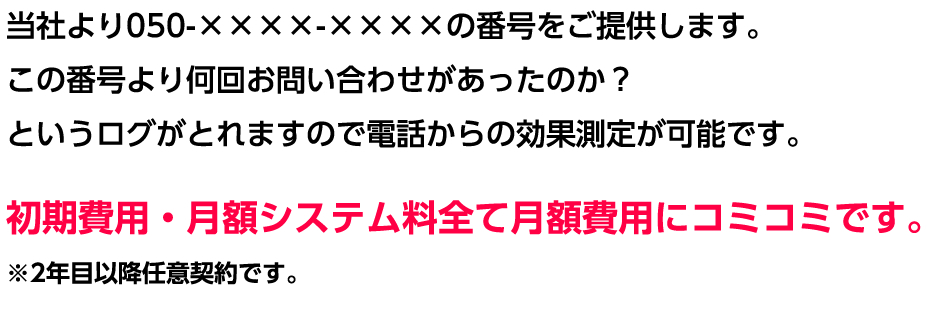 当社より050-××××-××××の番号をご提供します。
この番号より何回お問い合わせがあったのか？
というログがとれますので電話からの効果測定が可能です。
初期費用・月額システム料全て月額費用にコミコミです。
※2年目以降任意契約です。